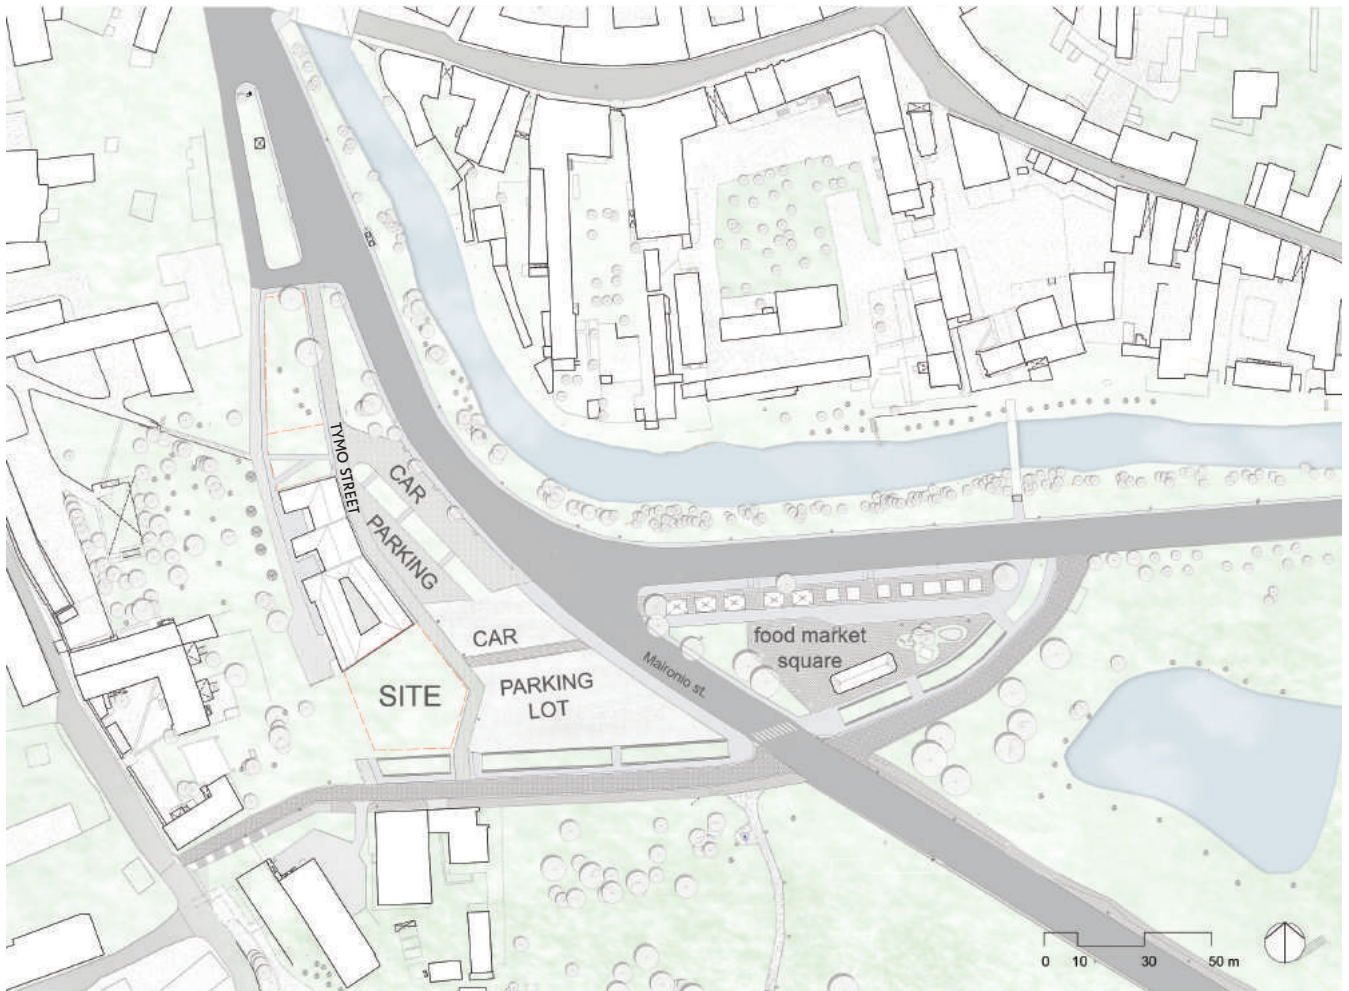 TYMO STREET
CAR
PARKING
CAR
PARKING
LOT
SITE
Maironio st.
food market
square
0 10 30 50 m